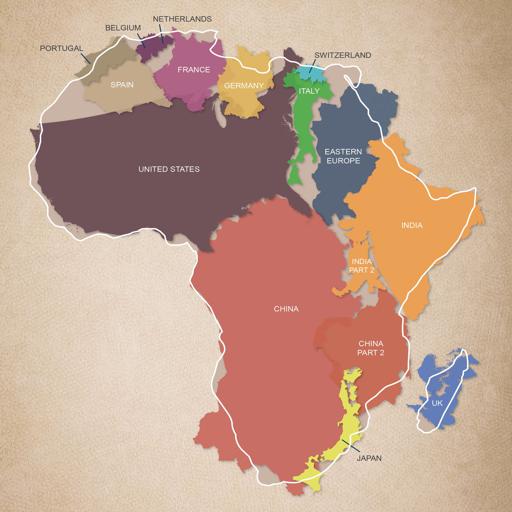 NETHERLANDS
BELGIUM
PORTUGAL
SWITZERLAND
SPAIN
FRANCE
GERMANY
ITALY
UNITED STATES
EASTERN
EUROPE
INDIA
INDIA
PART 2
CHINA
CHINA
PART 2
UK
JAPAN